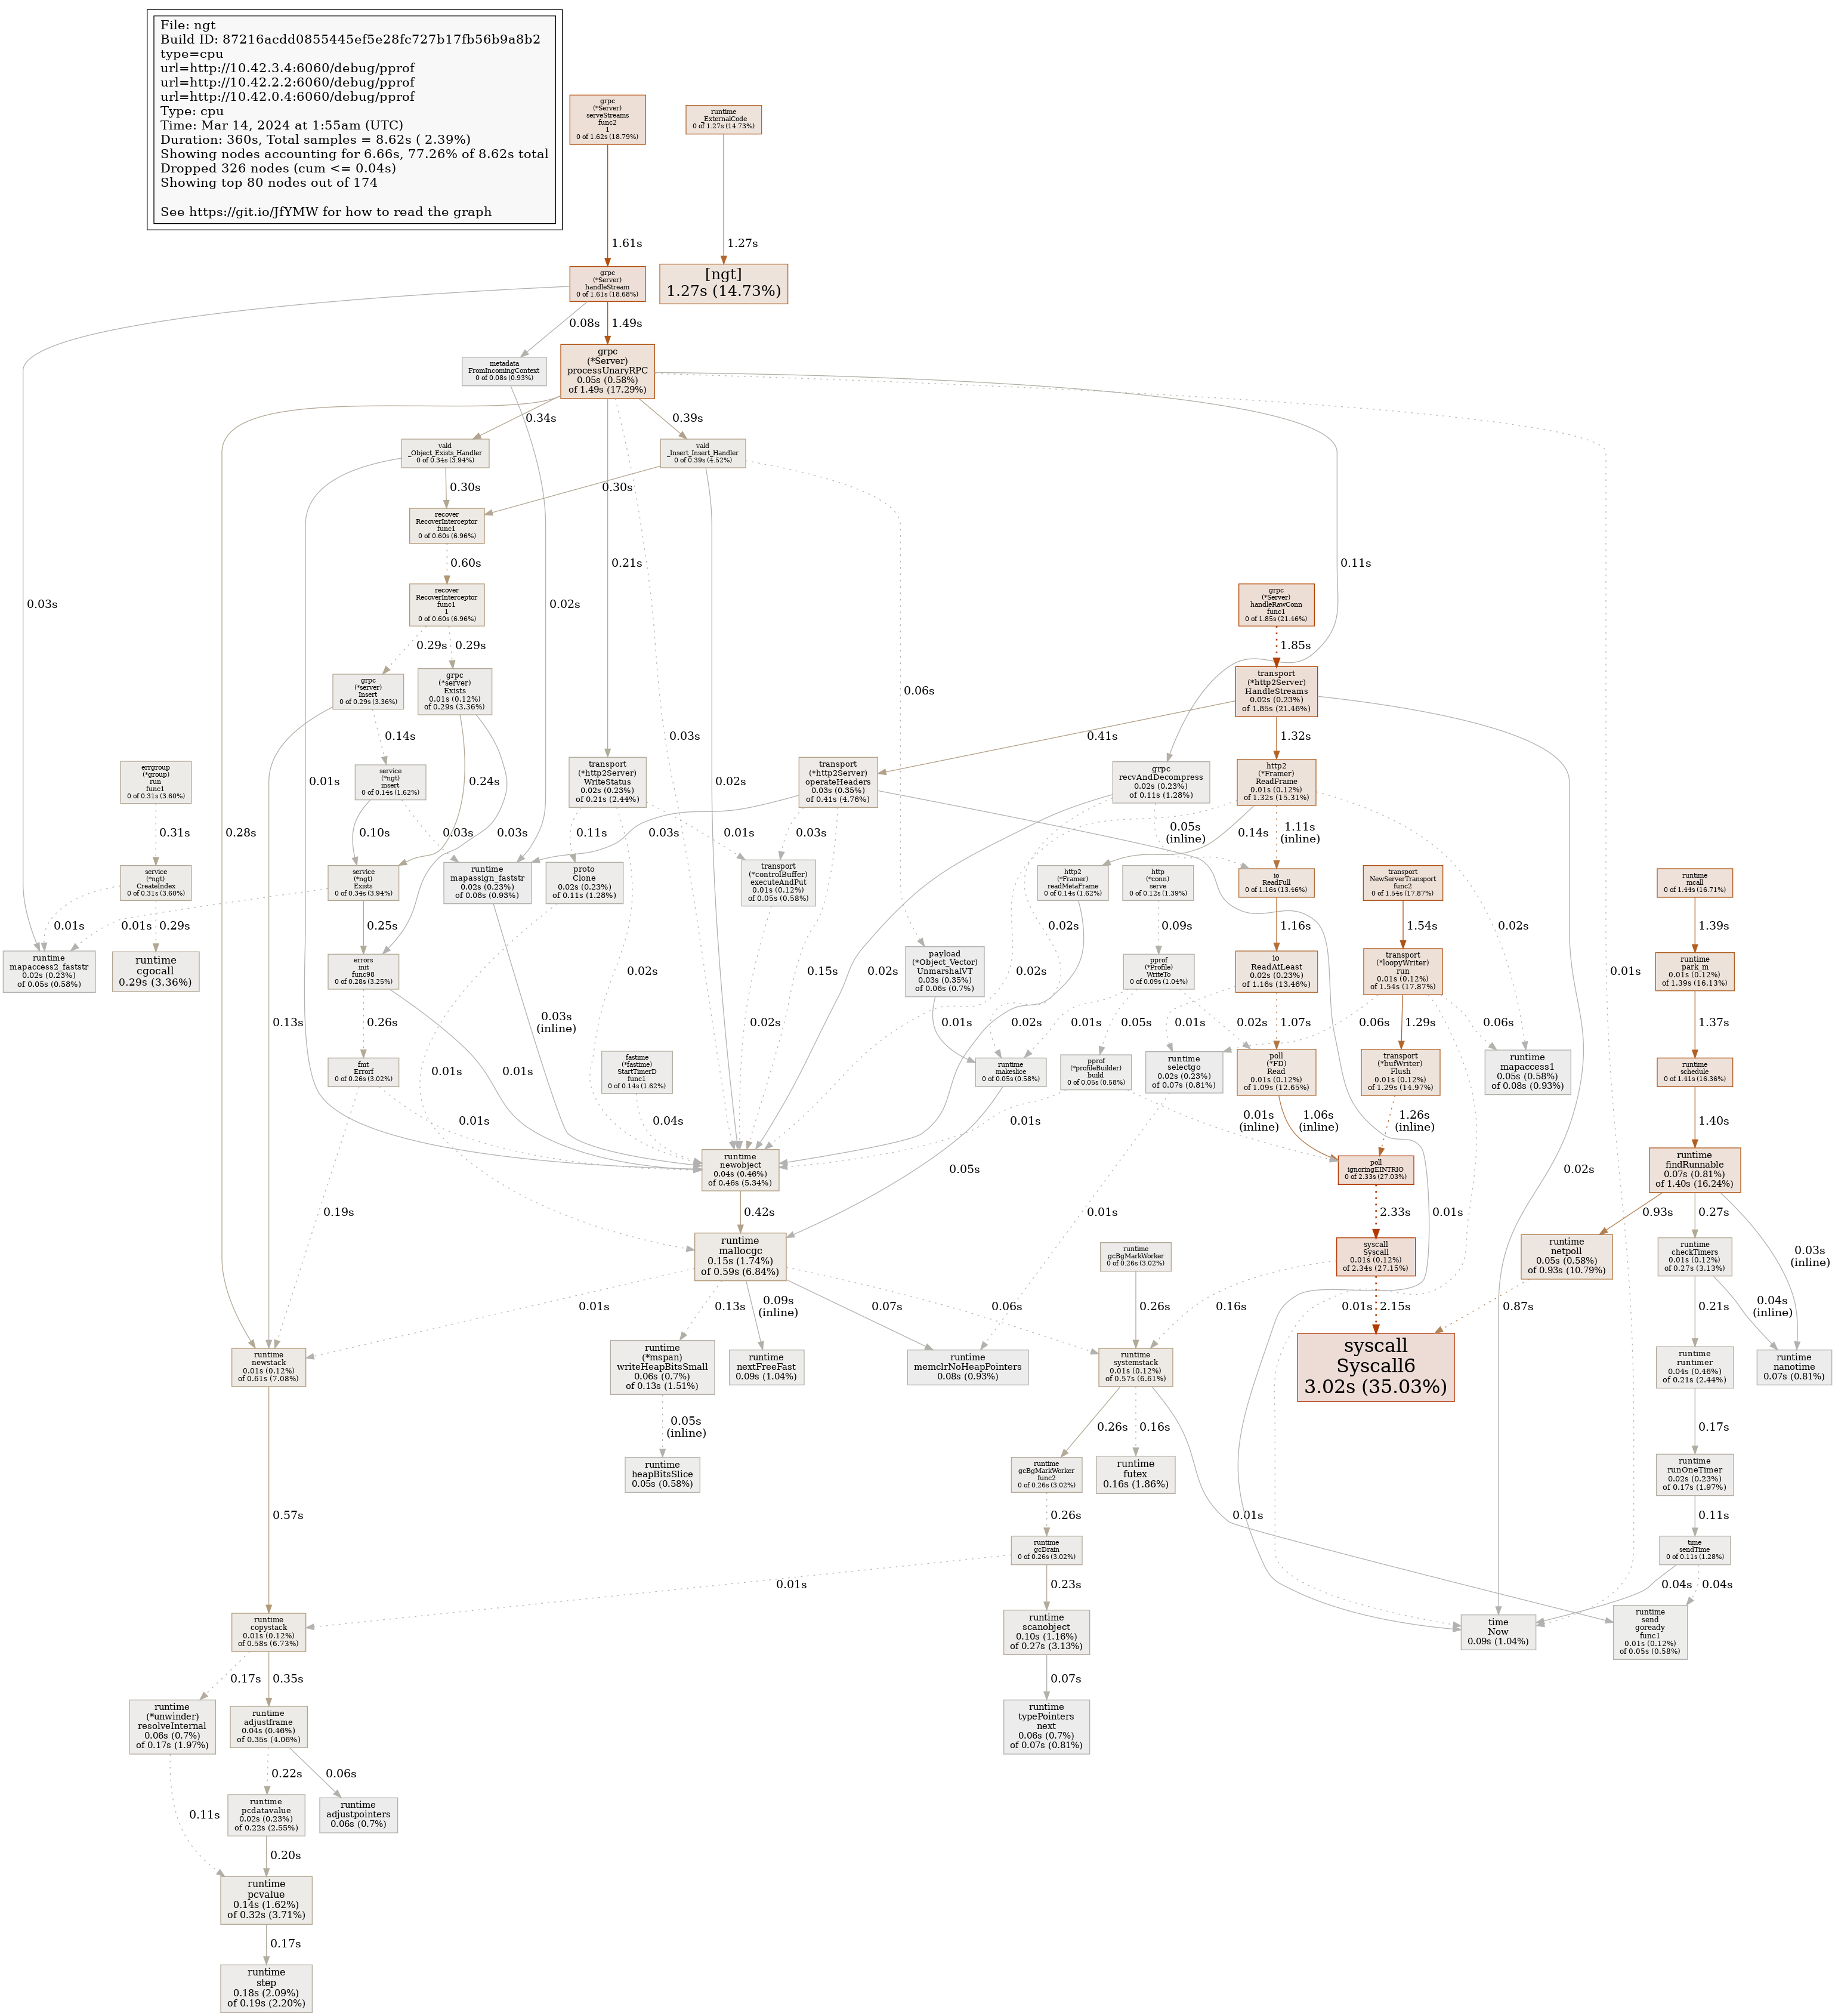 File: ngt
Build ID: 87216acdd0855445ef5e28fc727b17fb56b9a8b2
type=cpu
url=http://10.42.3.4:6060/debug/pprof
url=http://10.42.2.2:6060/debug/pprof
url=http://10.42.0.4:6060/debug/pprof
Type: cpu
Time: Mar 14, 2024 at 1:55am (UTC)
Duration: 360s, Total samples = 8.62s ( 2.39%)
Showing nodes accounting for 6.66s, 77.26% of 8.62s total
Dropped 326 nodes (cum <= 0.04s)
Showing top 80 nodes out of 174
See https://git.io/JfYMW for how to read the graph
grpc
(*Server)
serveStreams
func2
1
0 of 1.62s (18.79%)
runtime
_ExternalCode
0 of 1.27s (14.73%)
1.61s
1.27s
grpc
(*Server)
handleStream
0 of 1.61s (18.68%)
[ngt]
1.27s (14.73%)
0.08s
1.49s
metadata
FromIncomingContext
0 of 0.08s (0.93%)
grpc
(*Server)
processUnaryRPC
0.05s (0.58%)
of 1.49s (17.29%)
0.34s
0.39s
vald
_Object_Exists_Handler
0 of 0.34s (3.94%)
vald
_Insert_Insert_Handler
0 of 0.39s (4.52%)
0.30s
0.30s
recover
RecoverInterceptor
func1
0 of 0.60s (6.96%)
0.60s
0.21s
0.11s
recover
RecoverInterceptor
func1
1
0 of 0.60s (6.96%)
grpc
(*Server)
handleRawConn
func1
0 of 1.85s (21.46%)
0.03s
0.02s
0.29s
0.29s
1.85s
grpc
(*server)
Insert
0 of 0.29s (3.36%)
grpc
(*server)
Exists
0.01s (0.12%)
of 0.29s (3.36%)
0.06s
transport
(*http2Server)
HandleStreams
0.02s (0.23%)
of 1.85s (21.46%)
0.14s
0.03s
0.41s
1.32s
errgroup
(*group)
run
func1
0 of 0.31s (3.60%)
service
(*ngt)
insert
0 of 0.14s (1.62%)
0.24s
transport
(*http2Server)
WriteStatus
0.02s (0.23%)
of 0.21s (2.44%)
0.01s
0.02s
transport
(*http2Server)
operateHeaders
0.03s (0.35%)
of 0.41s (4.76%)
grpc
recvAndDecompress
0.02s (0.23%)
of 0.11s (1.28%)
http2
(*Framer)
ReadFrame
0.01s (0.12%)
of 1.32s (15.31%)
0.31s
0.28s
0.10s
0.03s
0.03s
0.11s
0.03s
0.01s
0.03s
0.05s
(inline)
0.14s
1.11s
(inline)
service
(*ngt)
CreateIndex
0 of 0.31s (3.60%)
service
(*ngt)
Exists
0 of 0.34s (3.94%)
runtime
mapassign_faststr
0.02s (0.23%)
of 0.08s (0.93%)
proto
Clone
0.02s (0.23%)
of 0.11s (1.28%)
transport
(*controlBuffer)
executeAndPut
0.01s (0.12%)
of 0.05s (0.58%)
http2
(*Framer)
readMetaFrame
0 of 0.14s (1.62%)
http
(*conn)
serve
0 of 0.12s (1.39%)
io
ReadFull
0 of 1.16s (13.46%)
transport
NewServerTransport
func2
0 of 1.54s (17.87%)
runtime
mcall
0 of 1.44s (16.71%)
0.01s
0.01s
0.29s
0.25s
0.02s
0.09s
1.16s
0.02s
1.54s
0.01s
1.39s
runtime
mapaccess2_faststr
0.02s (0.23%)
of 0.05s (0.58%)
runtime
cgocall
0.29s (3.36%)
errors
init
func98
0 of 0.28s (3.25%)
0.02s
0.15s
0.02s
payload
(*Object_Vector)
UnmarshalVT
0.03s (0.35%)
of 0.06s (0.7%)
0.02s
pprof
(*Profile)
WriteTo
0 of 0.09s (1.04%)
io
ReadAtLeast
0.02s (0.23%)
of 1.16s (13.46%)
transport
(*loopyWriter)
run
0.01s (0.12%)
of 1.54s (17.87%)
runtime
park_m
0.01s (0.12%)
of 1.39s (16.13%)
0.13s
0.26s
0.03s
(inline)
0.02s
0.01s
0.02s
0.01s
0.05s
0.01s
0.02s
1.07s
0.06s
1.29s
0.06s
1.37s
fmt
Errorf
0 of 0.26s (3.02%)
0.01s
0.01s
fastime
(*fastime)
StartTimerD
func1
0 of 0.14s (1.62%)
runtime
makeslice
0 of 0.05s (0.58%)
pprof
(*profileBuilder)
build
0 of 0.05s (0.58%)
runtime
selectgo
0.02s (0.23%)
of 0.07s (0.81%)
poll
(*FD)
Read
0.01s (0.12%)
of 1.09s (12.65%)
transport
(*bufWriter)
Flush
0.01s (0.12%)
of 1.29s (14.97%)
runtime
mapaccess1
0.05s (0.58%)
of 0.08s (0.93%)
runtime
schedule
0 of 1.41s (16.36%)
0.01s
0.04s
0.01s
0.01s
(inline)
1.06s
(inline)
1.26s
(inline)
1.40s
runtime
newobject
0.04s (0.46%)
of 0.46s (5.34%)
0.05s
poll
ignoringEINTRIO
0 of 2.33s (27.03%)
0.02s
runtime
findRunnable
0.07s (0.81%)
of 1.40s (16.24%)
0.19s
0.42s
0.01s
2.33s
0.01s
0.93s
0.27s
runtime
mallocgc
0.15s (1.74%)
of 0.59s (6.84%)
runtime
gcBgMarkWorker
0 of 0.26s (3.02%)
syscall
Syscall
0.01s (0.12%)
of 2.34s (27.15%)
runtime
netpoll
0.05s (0.58%)
of 0.93s (10.79%)
runtime
checkTimers
0.01s (0.12%)
of 0.27s (3.13%)
0.03s
(inline)
0.01s
0.13s
0.09s
(inline)
0.07s
0.06s
0.26s
0.16s
0.01s
2.15s
0.87s
0.21s
0.04s
(inline)
runtime
newstack
0.01s (0.12%)
of 0.61s (7.08%)
runtime
(*mspan)
writeHeapBitsSmall
0.06s (0.7%)
of 0.13s (1.51%)
runtime
nextFreeFast
0.09s (1.04%)
runtime
memclrNoHeapPointers
0.08s (0.93%)
runtime
systemstack
0.01s (0.12%)
of 0.57s (6.61%)
syscall
Syscall6
3.02s (35.03%)
runtime
runtimer
0.04s (0.46%)
of 0.21s (2.44%)
runtime
nanotime
0.07s (0.81%)
0.05s
(inline)
0.26s
0.16s
0.17s
runtime
heapBitsSlice
0.05s (0.58%)
runtime
gcBgMarkWorker
func2
0 of 0.26s (3.02%)
runtime
futex
0.16s (1.86%)
runtime
runOneTimer
0.02s (0.23%)
of 0.17s (1.97%)
0.57s
0.26s
0.01s
0.11s
runtime
gcDrain
0 of 0.26s (3.02%)
time
sendTime
0 of 0.11s (1.28%)
0.01s
0.23s
0.04s
0.04s
runtime
copystack
0.01s (0.12%)
of 0.58s (6.73%)
runtime
scanobject
0.10s (1.16%)
of 0.27s (3.13%)
time
Now
0.09s (1.04%)
runtime
send
goready
func1
0.01s (0.12%)
of 0.05s (0.58%)
0.17s
0.35s
0.07s
runtime
(*unwinder)
resolveInternal
0.06s (0.7%)
of 0.17s (1.97%)
runtime
adjustframe
0.04s (0.46%)
of 0.35s (4.06%)
runtime
typePointers
next
0.06s (0.7%)
of 0.07s (0.81%)
0.22s
0.06s
0.11s
runtime
pcdatavalue
0.02s (0.23%)
of 0.22s (2.55%)
runtime
adjustpointers
0.06s (0.7%)
0.20s
runtime
pcvalue
0.14s (1.62%)
of 0.32s (3.71%)
0.17s
runtime
step
0.18s (2.09%)
of 0.19s (2.20%)